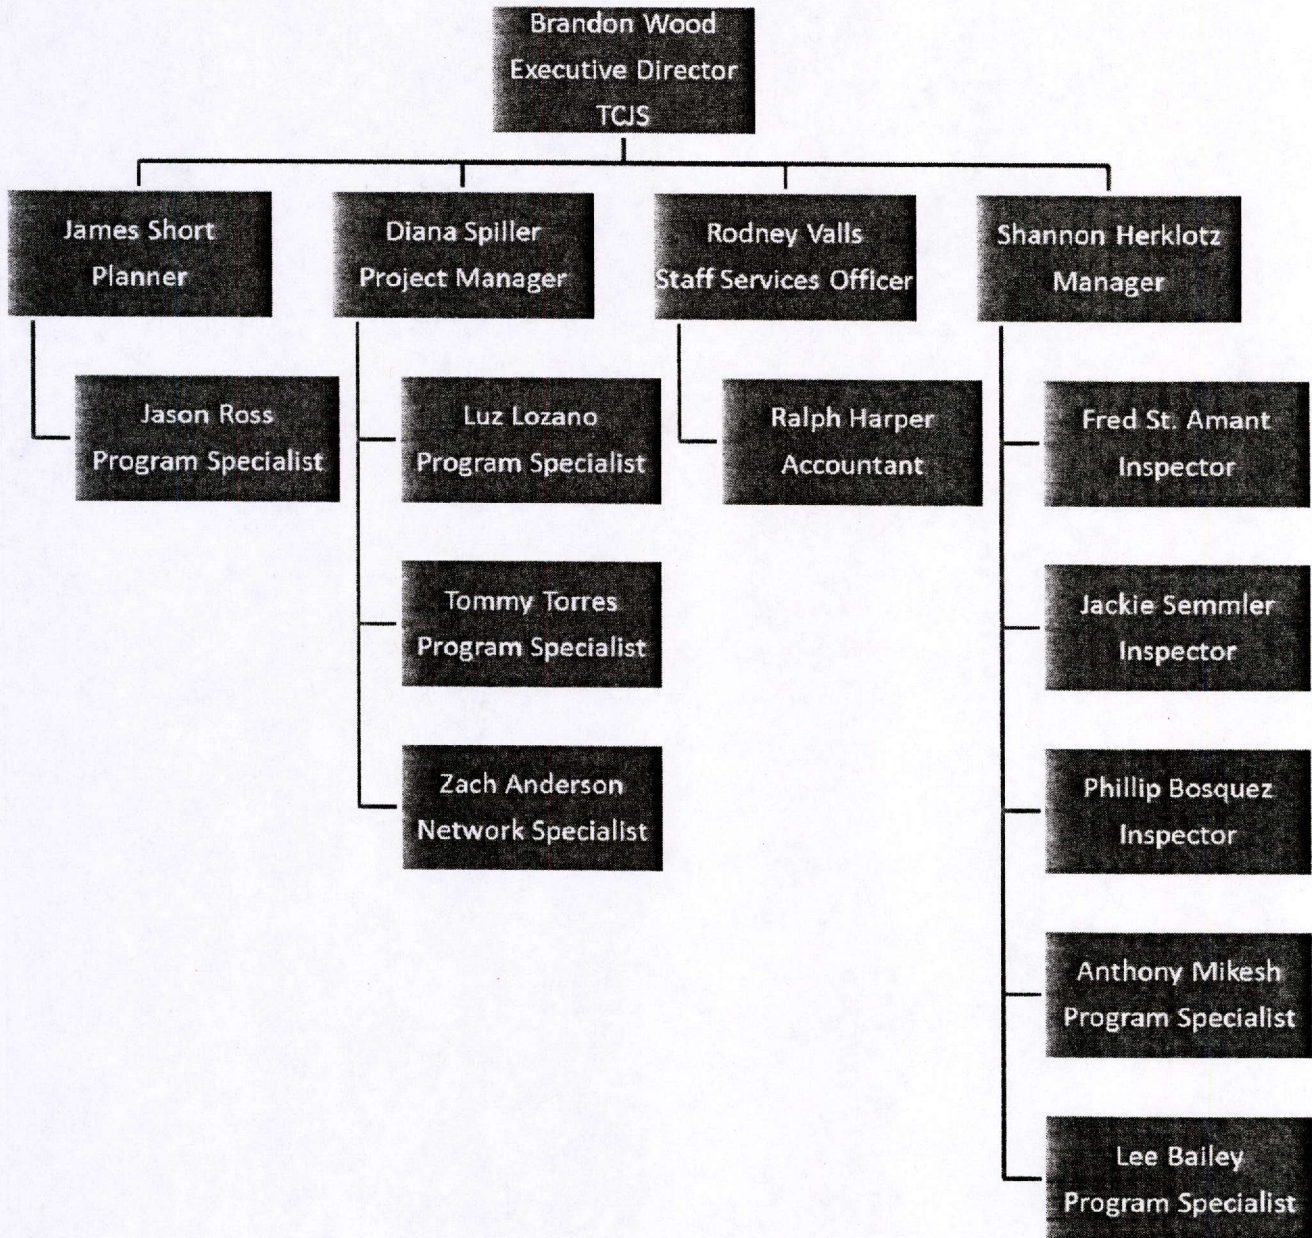 Brandon Wood
Executive Director
TCJS
James Short
Planner
Diana Spiller
Project Manager
Rodney Valls
Staff Services Officer
Shannon Herklotz
Manager
Jason Ross
Program Specialist
Luz Lozano
Program Specialist
Tommy Torres
Program Specialist
Zach Anderson
Network Specialist
Ralph Harper
Accountant
Fred St. Amant
Inspector
Jackie Semmler
Inspector
Phillip Bosquez
Inspector
Anthony Mikesh
Program Specialist
Lee Bailey
Program Specialist